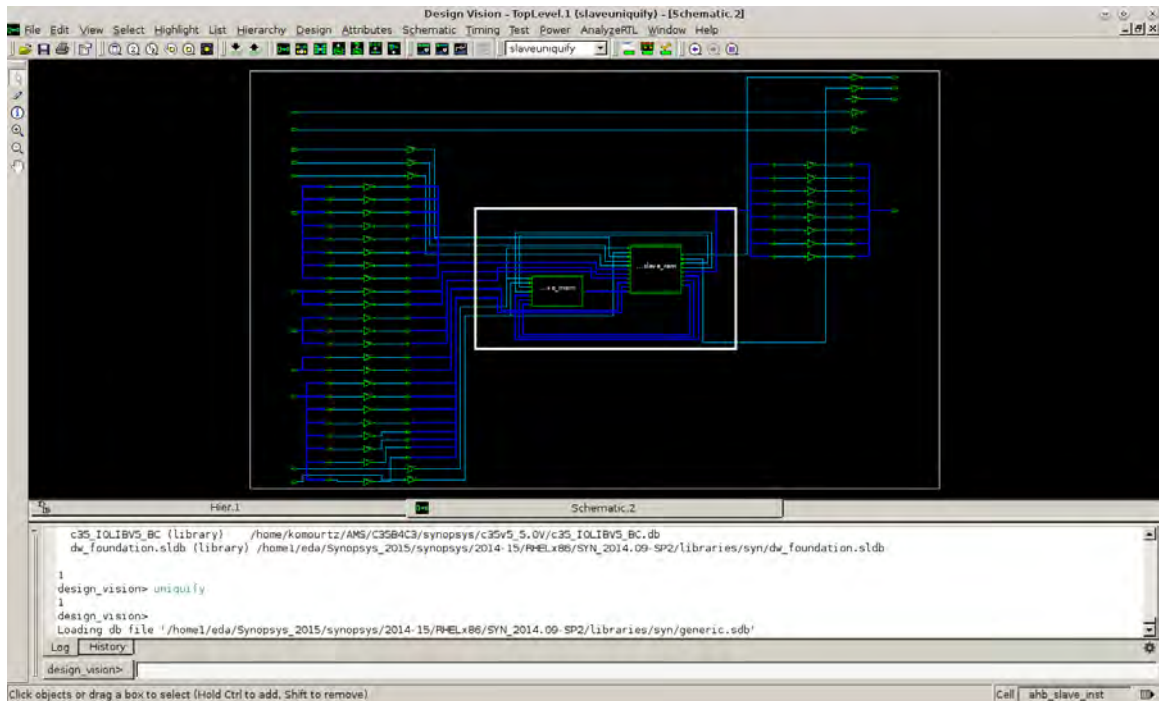 Design Vision - TopLevel.1 (slaveuniquify) - [Schematic.2]
File Edit View Select Highlight List Hierarchy Design Attributes Schematic Timing Test Power AnalyzeRTL Window Help
slaveuniquify
...slave_ram
...ve_mem
Hier.1 Schematic.2
c35_IOLIBV5_BC (library) /home/komourtz/AMS/C35B4C3/synopsys/c35v5_5.0V/c35_IOLIBV5_BC.db
dw_foundation.sldb (library) /home1/eda/Synopsys_2015/synopsys/2014-15/RHELx86/SYN_2014.09-SP2/libraries/syn/dw_foundation.sldb
1
design_vision> uniquify
1
design_vision>
Loading db file '/home1/eda/Synopsys_2015/synopsys/2014-15/RHELx86/SYN_2014.09-SP2/libraries/syn/generic.sdb'
Log History
design_vision>
Click objects or drag a box to select (Hold Ctrl to add, Shift to remove) Cell ahb_slave_inst